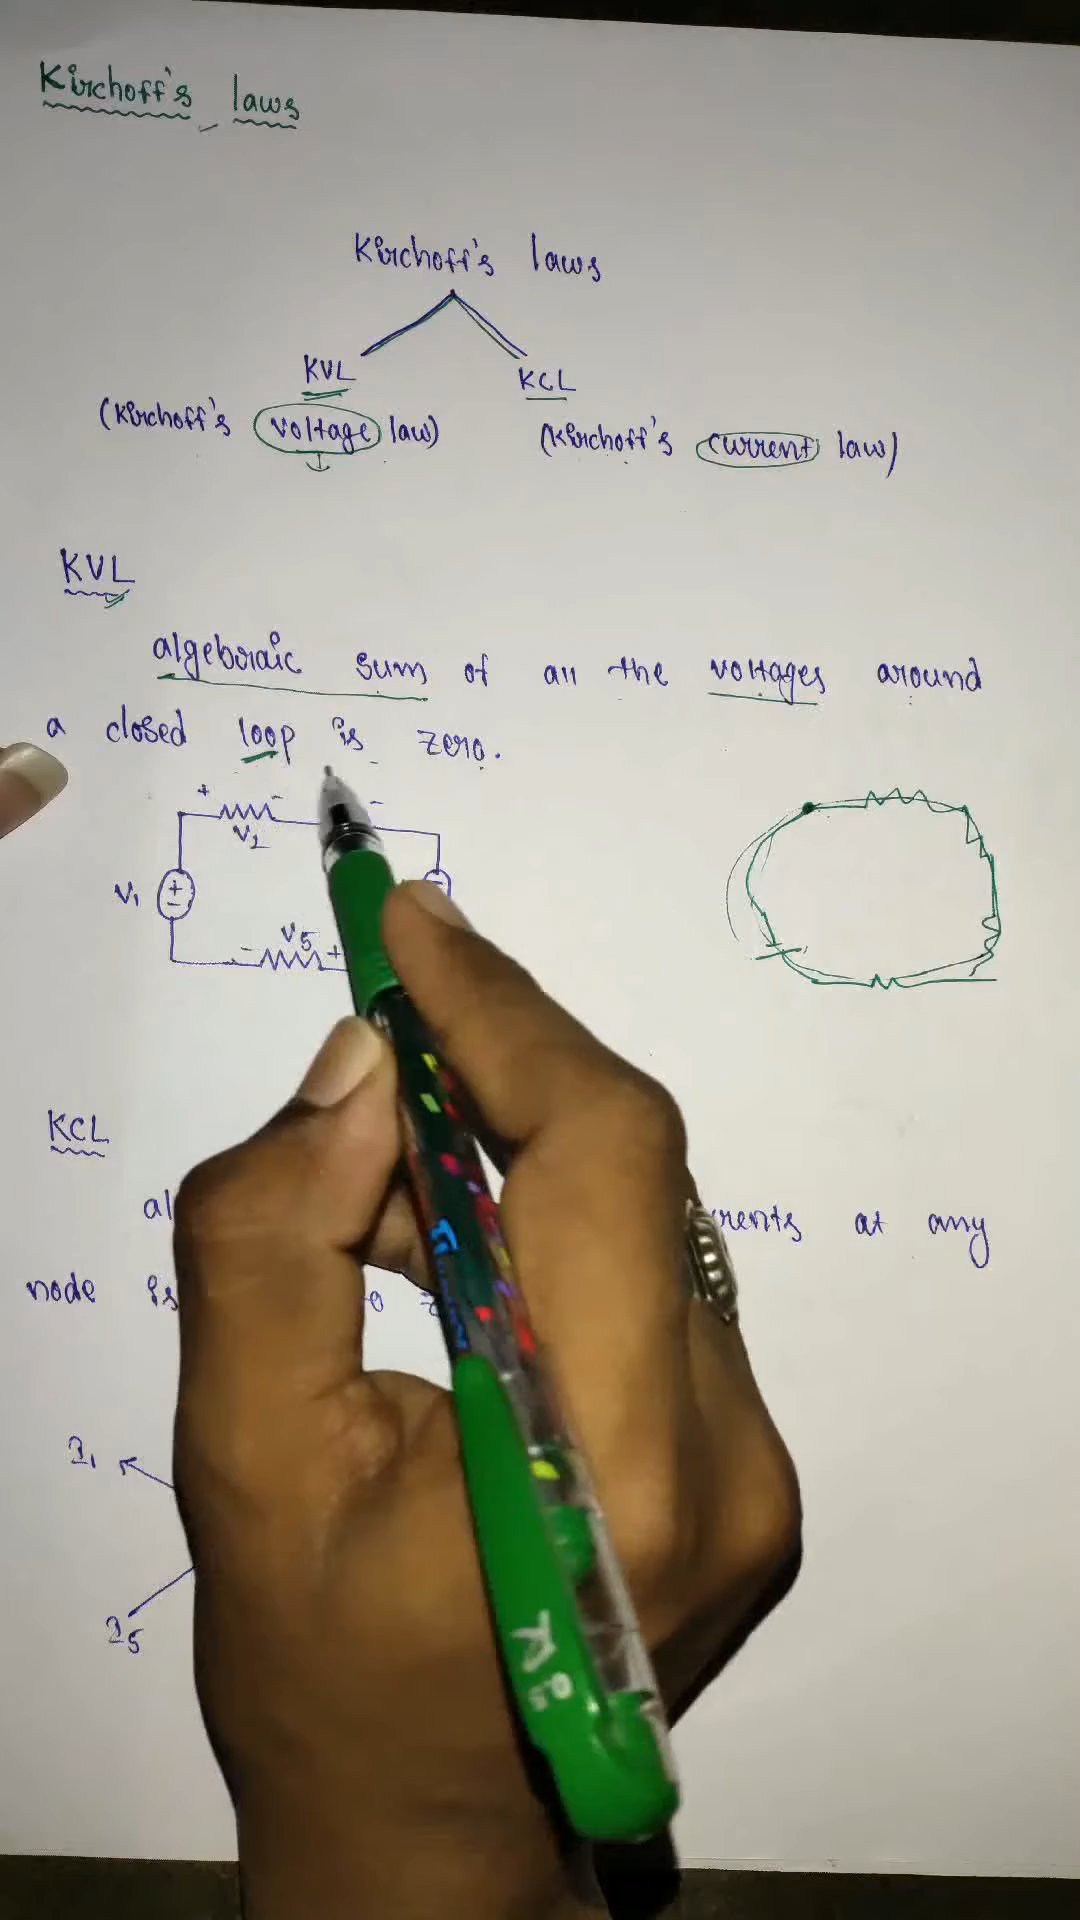 Kirchoff's laws
Kirchoff's laws
KVL KCL
(Kirchoff's voltage law) (Kirchoff's current law)
KVL
algebraic sum of all the voltages around
a closed loop is zero.
+ - -
V2
V1 + -
V5
- +
KCL
at any
node is
I1
I5